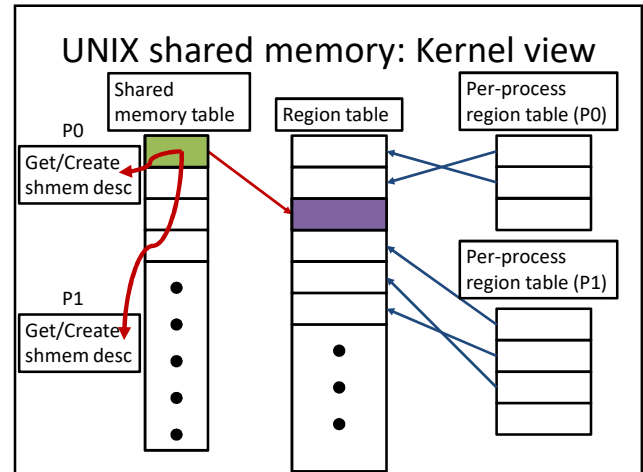 UNIX shared memory: Kernel view
Shared
memory table
Region table
Per-process
region table (P0)
P0
Get/Create
shmem desc
Per-process
region table (P1)
P1
Get/Create
shmem desc